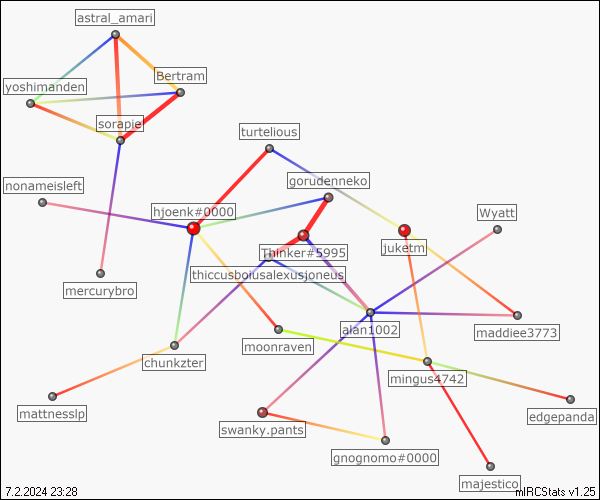 astral_amari
Bertram
yoshimanden
sorapie
turtelious
gorudenneko
nonameisleft
hjoenk#0000
Wyatt
Thinker#5995
juketm
thiccusboiusalexusjoneus
mercurybro
alan1002
maddiee3773
moonraven
chunkzter
mingus4742
mattnesslp
edgepanda
swanky.pants
gnognomo#0000
majestico
7.2.2024 23:28
mIRCStats v1.25